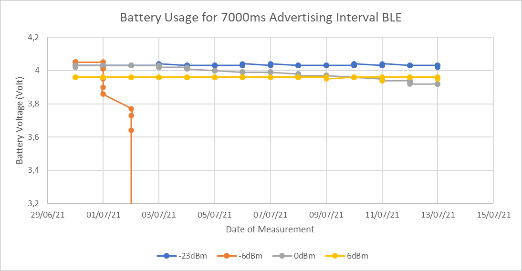 Battery Usage for 7000ms Advertising Interval BLE
4,2
4
3,8
3,6
3,4
3,2
Battery Voltage (Volt)
29/06/21 01/07/21 03/07/21 05/07/21 07/07/21 09/07/21 11/07/21 13/07/21 15/07/21
Date of Measurement
-23dBm -6dBm 0dBm 6dBm